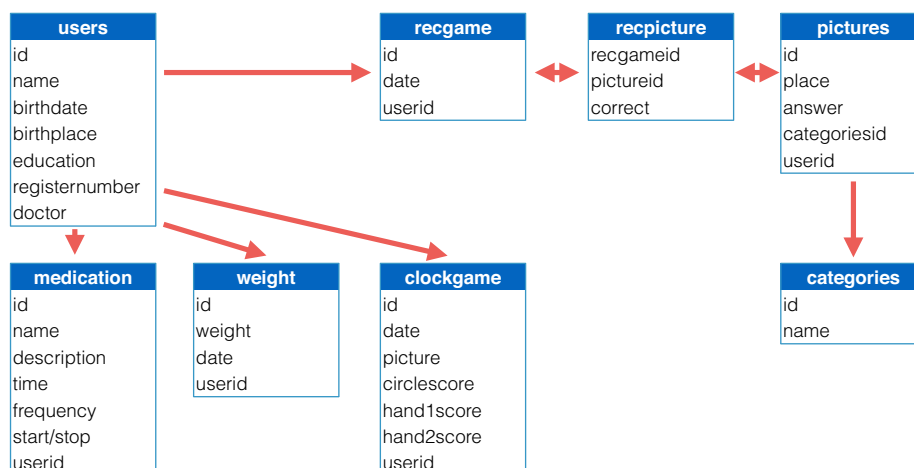 users
id
name
birthdate
birthplace
education
registernumber
doctor
recgame
id
date
userid
recpicture
recgameid
pictureid
correct
pictures
id
place
answer
categoriesid
userid
medication
id
name
description
time
frequency
start/stop
userid
weight
id
weight
date
userid
clockgame
id
date
picture
circlescore
hand1score
hand2score
userid
categories
id
name